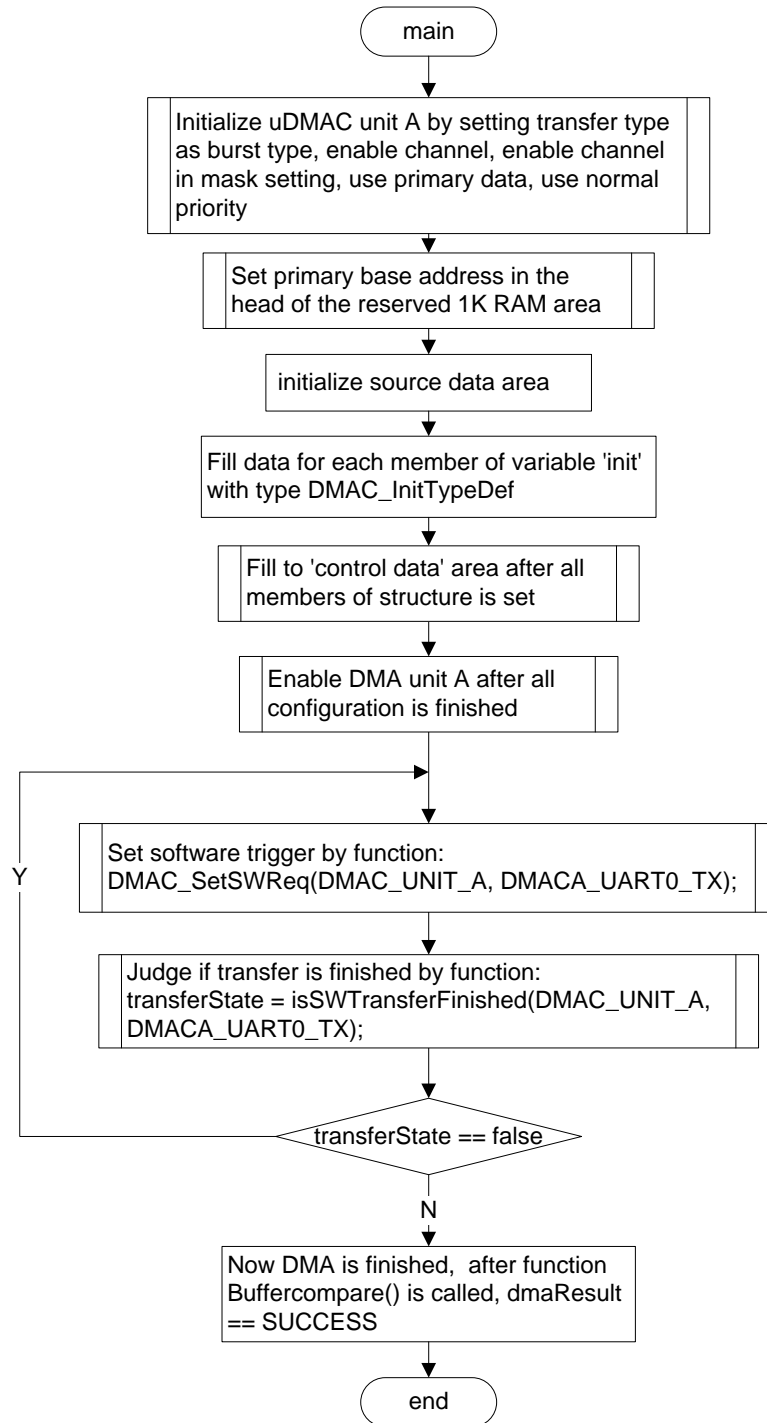 main
Initialize uDMAC unit A by setting transfer type
as burst type, enable channel, enable channel
in mask setting, use primary data, use normal
priority
Set primary base address in the
head of the reserved 1K RAM area
initialize source data area
Fill data for each member of variable 'init'
with type DMAC_InitTypeDef
Fill to 'control data' area after all
members of structure is set
Enable DMA unit A after all
configuration is finished
Set software trigger by function:
DMAC_SetSWReq(DMAC_UNIT_A, DMACA_UART0_TX);
Y
Judge if transfer is finished by function:
transferState = isSWTransferFinished(DMAC_UNIT_A,
DMACA_UART0_TX);
transferState == false
N
Now DMA is finished,  after function
Buffercompare() is called, dmaResult
== SUCCESS
end